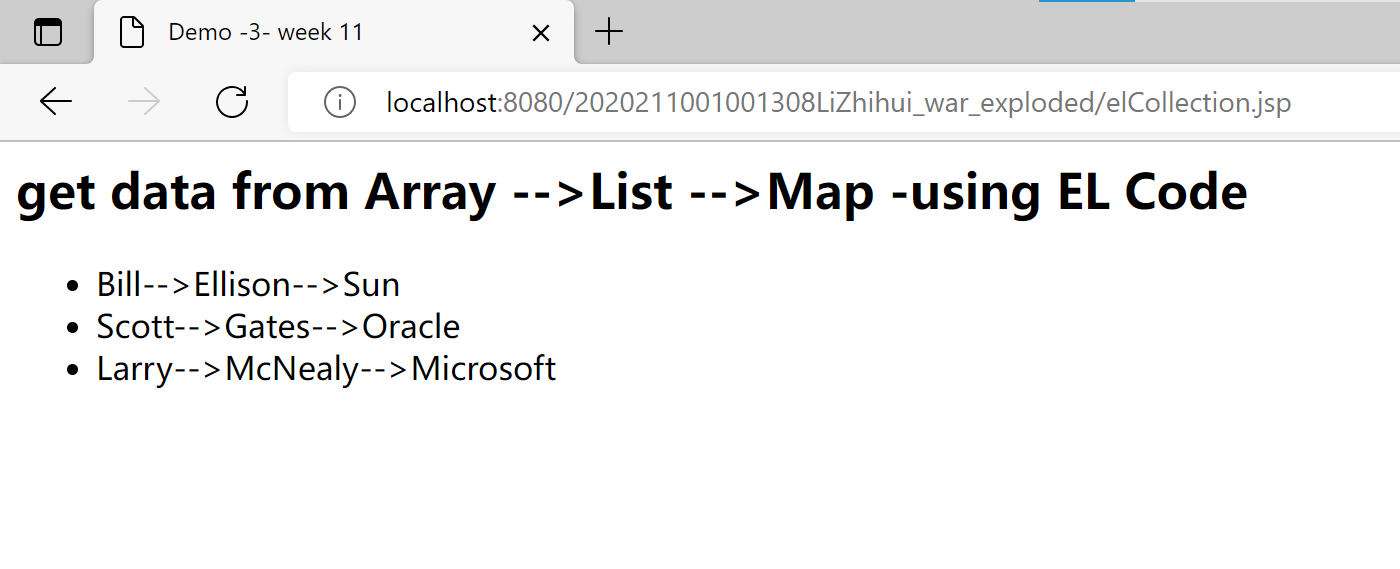 Demo -3- week 11
localhost:8080/2020211001001308LiZhihui_war_exploded/elCollection.jsp
get data from Array -->List -->Map -using EL Code
Bill-->Ellison-->Sun
Scott-->Gates-->Oracle
Larry-->McNealy-->Microsoft